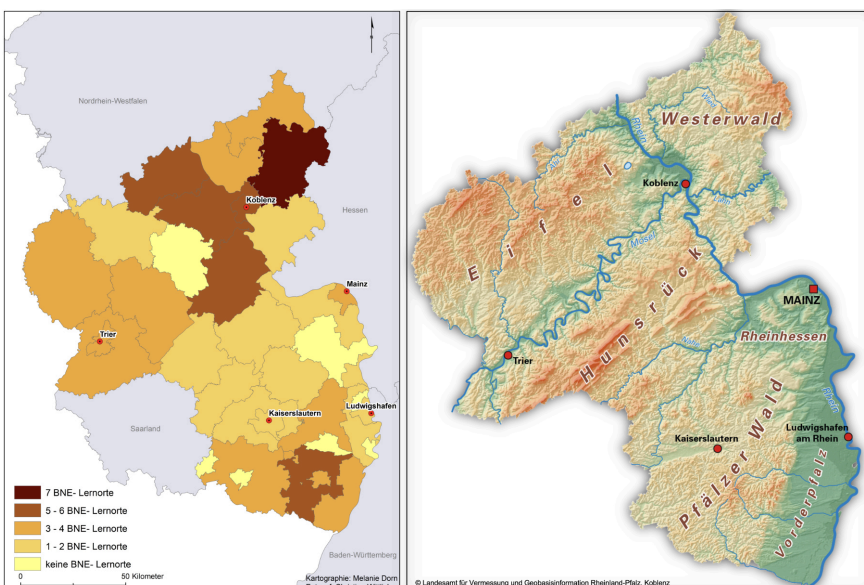 Nordrhein-Westfalen
Koblenz
Hessen
Mainz
Trier
Ludwigshafen
Kaiserslautern
Saarland
7 BNE- Lernorte
5 - 6 BNE- Lernorte
3 - 4 BNE- Lernorte
1 - 2 BNE- Lernorte
keine BNE- Lernorte
Baden-Württemberg
0
50 Kilometer
Kartographie: Melanie Dorn
Westerwald
Wied
Rhein
Ahr
Koblenz
Lahn
Eifel
Mosel
Hunsrück
MAINZ
Rheinhessen
Nahe
Trier
Rhein
Kaiserslautern
Ludwigshafen
am Rhein
Pfälzer Wald
Vorderpfalz
© Landesamt für Vermessung und Geobasisinformation Rheinland-Pfalz, Koblenz